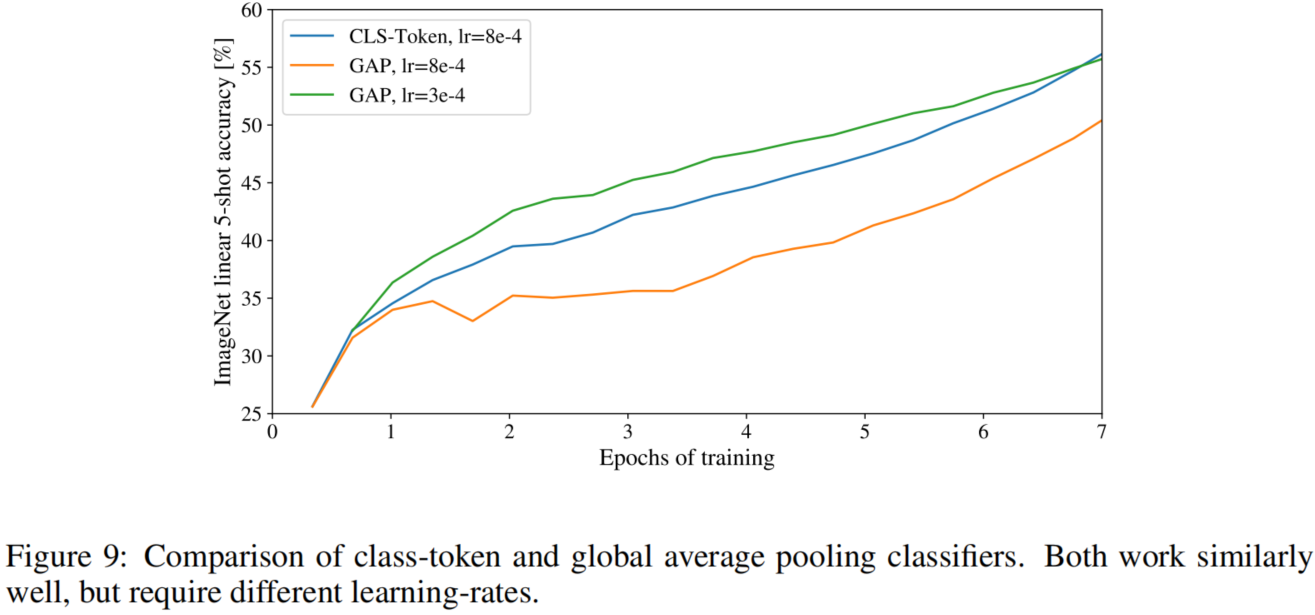 60
55
50
45
40
35
30
25
ImageNet linear 5-shot accuracy [%]
CLS-Token, lr=8e-4
GAP, lr=8e-4
GAP, lr=3e-4
0 1 2 3 4 5 6 7
Epochs of training
Figure 9: Comparison of class-token and global average pooling classifiers. Both work similarly
well, but require different learning-rates.